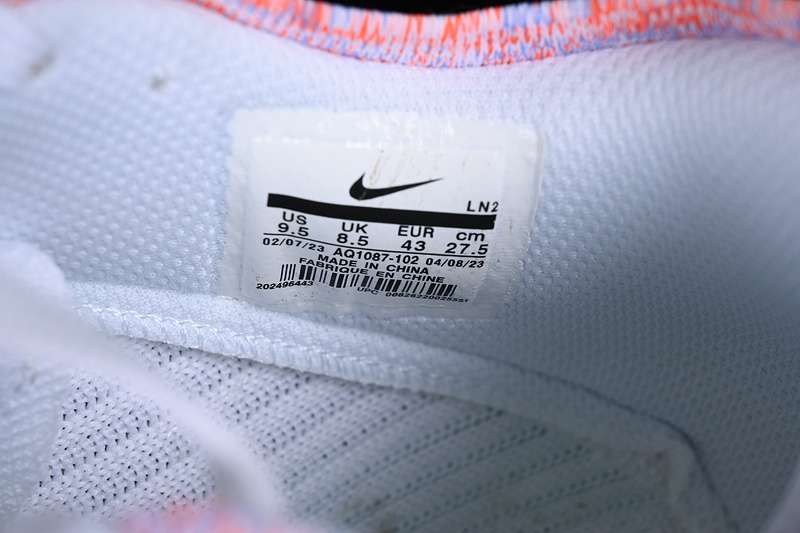 LN2
US UK EUR cm
9.5 8.5 43 27.5
02/07/23 AQ1087-102 04/08/23
MADE IN CHINA
FABRIQUE EN CHINE
202496443
UPC